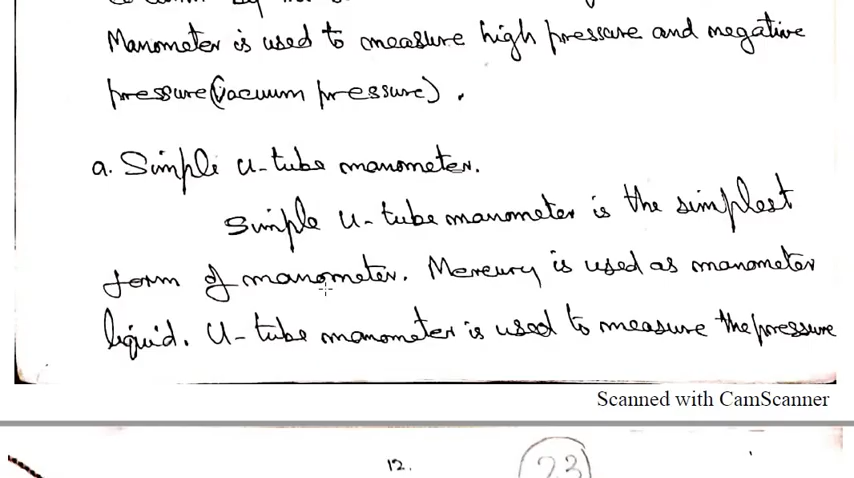 Manometer is used to measure high pressure and negative
pressure(vacuum pressure).
a. Simple U-tube manometer.
Simple U-tube manometer is the simplest
form of manometer. Mercury is used as manometer
liquid. U-tube manometer is used to measure the pressure
Scanned with CamScanner
12.
23